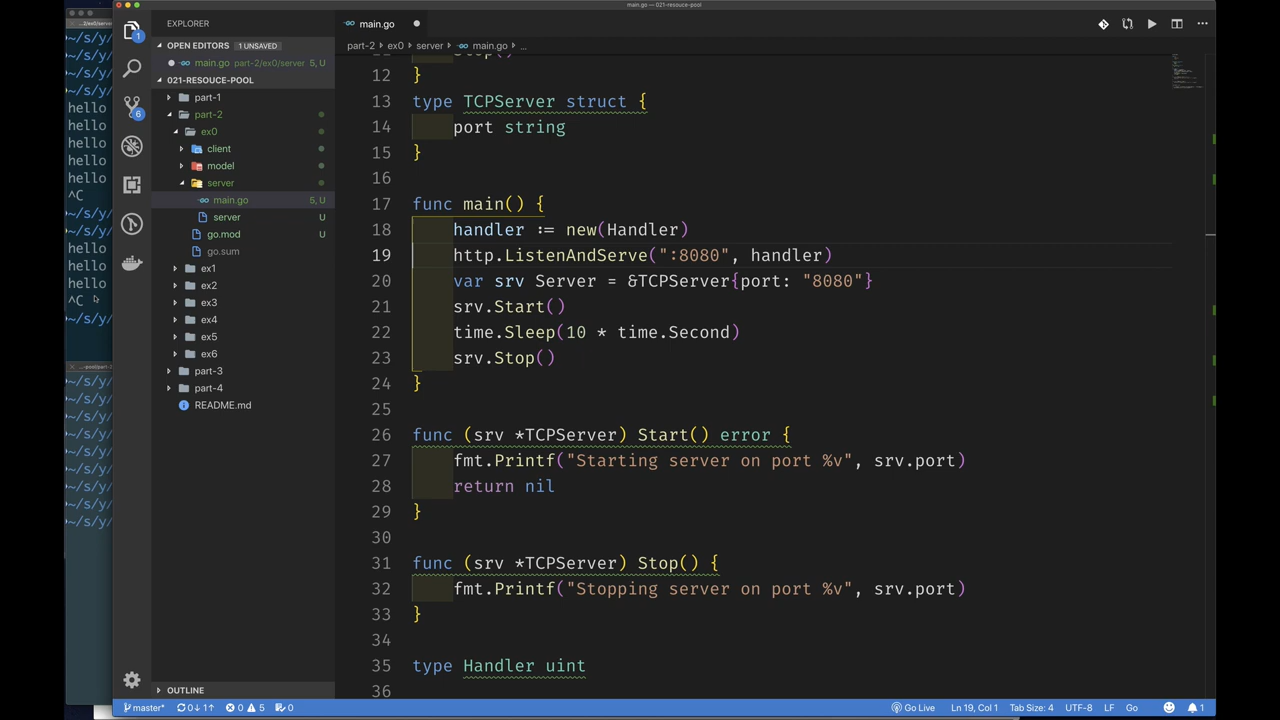 main.go — 021-resouce-pool
...2/ex0/server
EXPLORER
main.go
OPEN EDITORS 1 UNSAVED
main.go part-2/ex0/server 5, U
021-RESOUCE-POOL
part-1
part-2
ex0
client
model
server
main.go 5, U
server U
go.mod U
go.sum
ex1
ex2
ex3
ex4
ex5
ex6
part-3
part-4
README.md
OUTLINE
part-2 › ex0 › server › main.go › ...
12 }
13 type TCPServer struct {
14 port string
15 }
16
17 func main() {
18 handler := new(Handler)
19 http.ListenAndServe(":8080", handler)
20 var srv Server = &TCPServer{port: "8080"}
21 srv.Start()
22 time.Sleep(10 * time.Second)
23 srv.Stop()
24 }
25
26 func (srv *TCPServer) Start() error {
27 fmt.Printf("Starting server on port %v", srv.port)
28 return nil
29 }
30
31 func (srv *TCPServer) Stop() {
32 fmt.Printf("Stopping server on port %v", srv.port)
33 }
34
35 type Handler uint
36
~/s/y/
~/s/y/
~/s/y/
~/s/y/
hello
hello
hello
hello
hello
^C
~/s/y/
~/s/y/
hello
hello
hello
^C
~/s/y/
~/s/y/
~/s/y/
~/s/y/
~/s/y/
~/s/y/
~/s/y/
~/s/y/
~/s/y/
~/s/y/
master* 0↓ 1↑ 0 5 0
Go Live Ln 19, Col 1 Tab Size: 4 UTF-8 LF Go 1